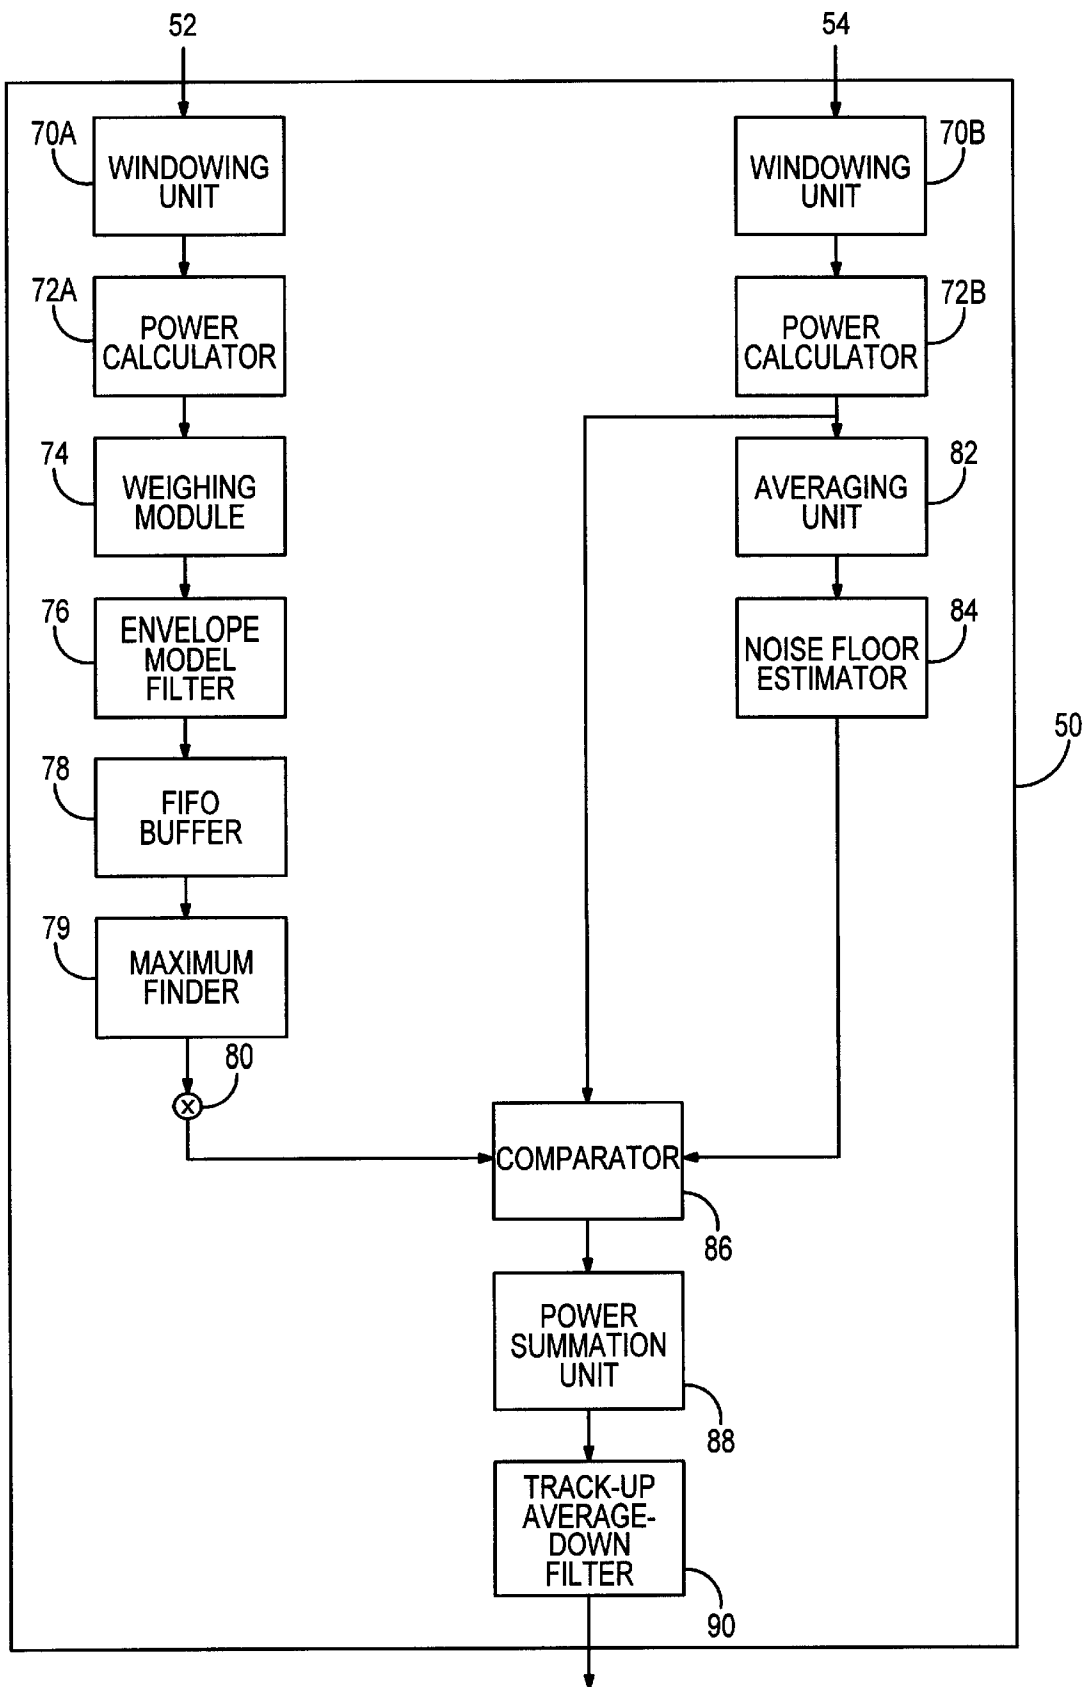 52
54
70A
WINDOWING
UNIT
WINDOWING
UNIT
70B
72A
POWER
CALCULATOR
POWER
CALCULATOR
72B
74
WEIGHING
MODULE
AVERAGING
UNIT
82
76
ENVELOPE
MODEL
FILTER
NOISE FLOOR
ESTIMATOR
84
50
78
FIFO
BUFFER
79
MAXIMUM
FINDER
80
X
COMPARATOR
86
POWER
SUMMATION
UNIT
88
TRACK-UP
AVERAGE-
DOWN
FILTER
90